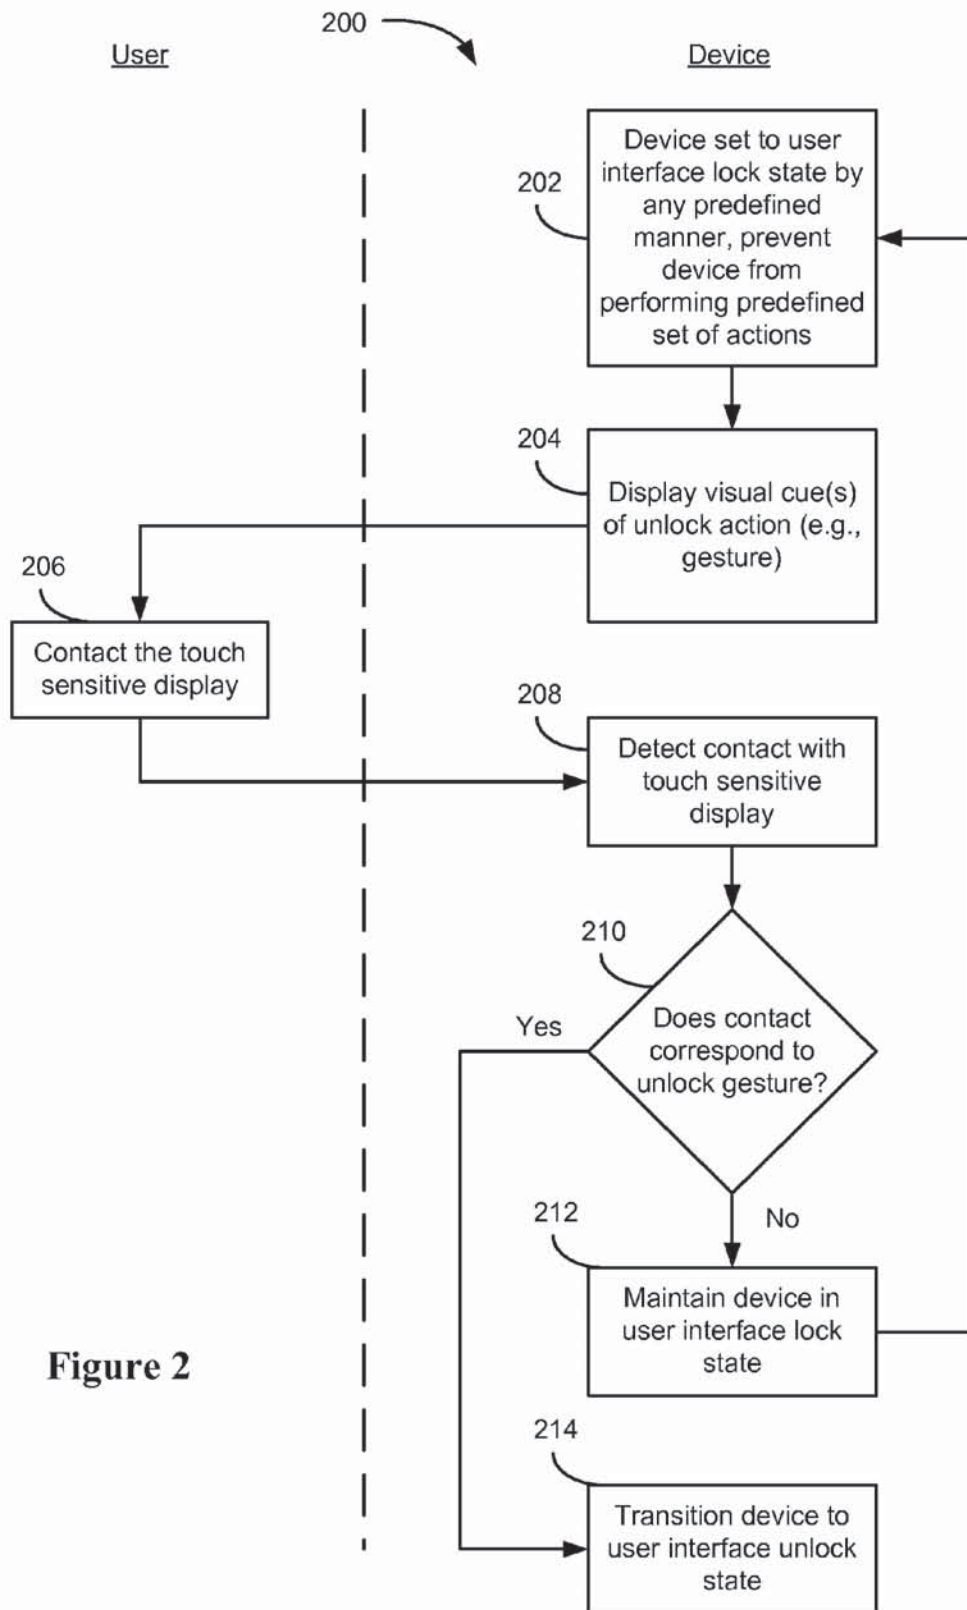 200
User
Device
202
Device set to user
interface lock state by
any predefined
manner, prevent
device from
performing predefined
set of actions
204
Display visual cue(s)
of unlock action (e.g.,
gesture)
206
Contact the touch
sensitive display
208
Detect contact with
touch sensitive
display
210
Does contact
correspond to
unlock gesture?
Yes
No
212
Maintain device in
user interface lock
state
Figure 2
214
Transition device to
user interface unlock
state